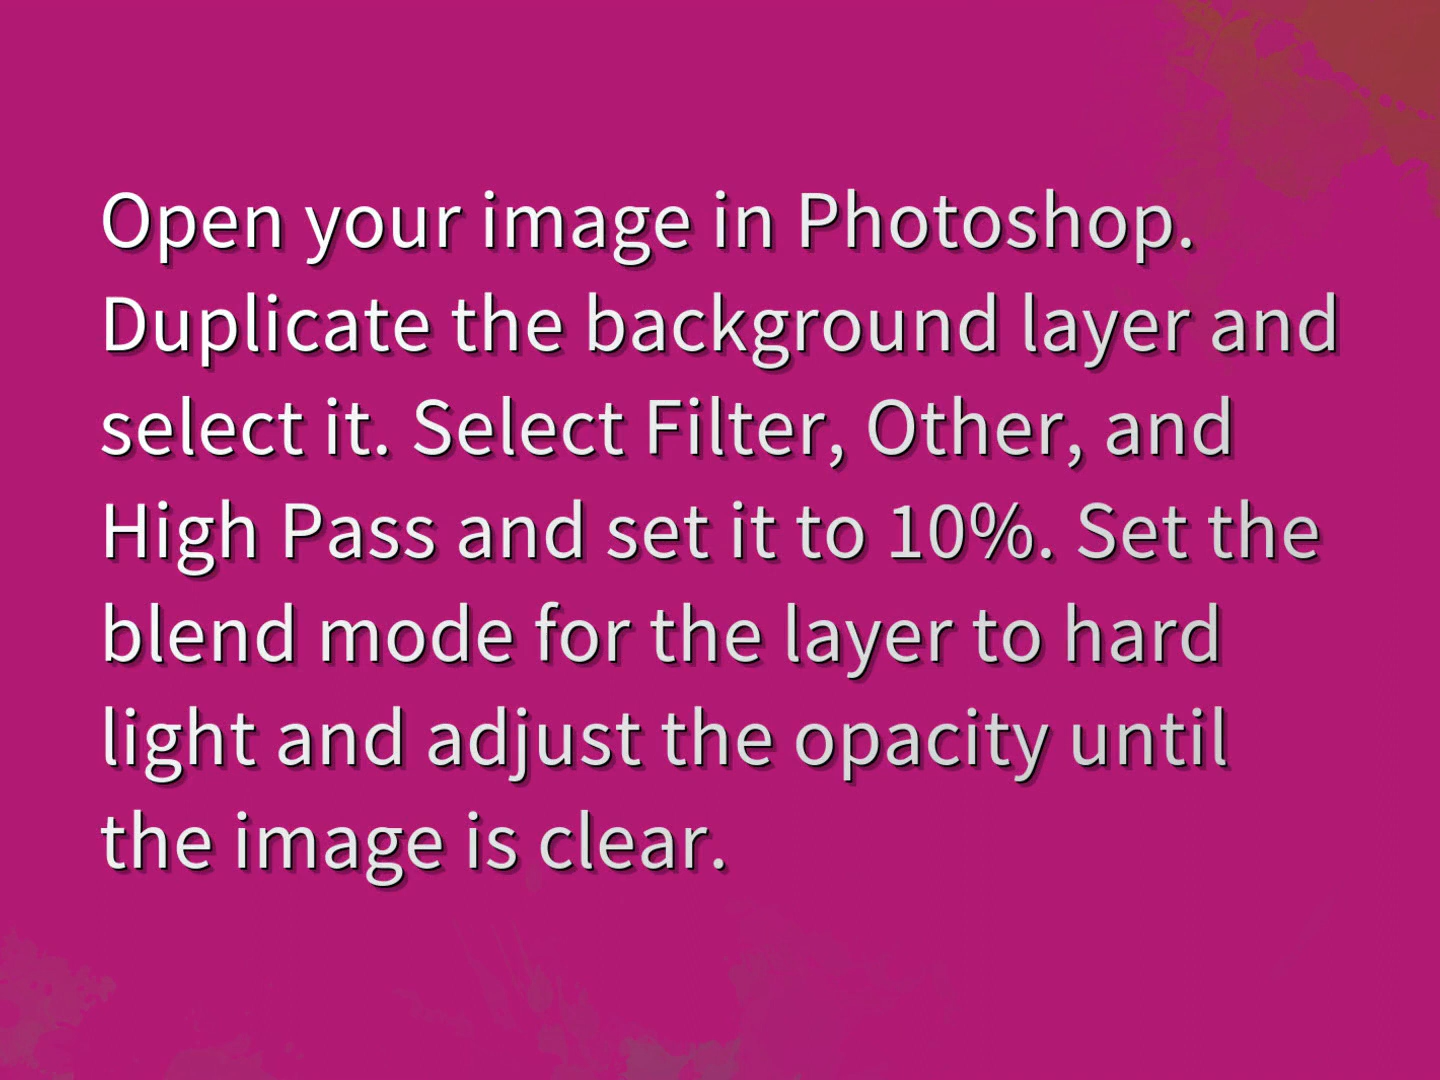 Open your image in Photoshop.
Duplicate the background layer and
select it. Select Filter, Other, and
High Pass and set it to 10%. Set the
blend mode for the layer to hard
light and adjust the opacity until
the image is clear.